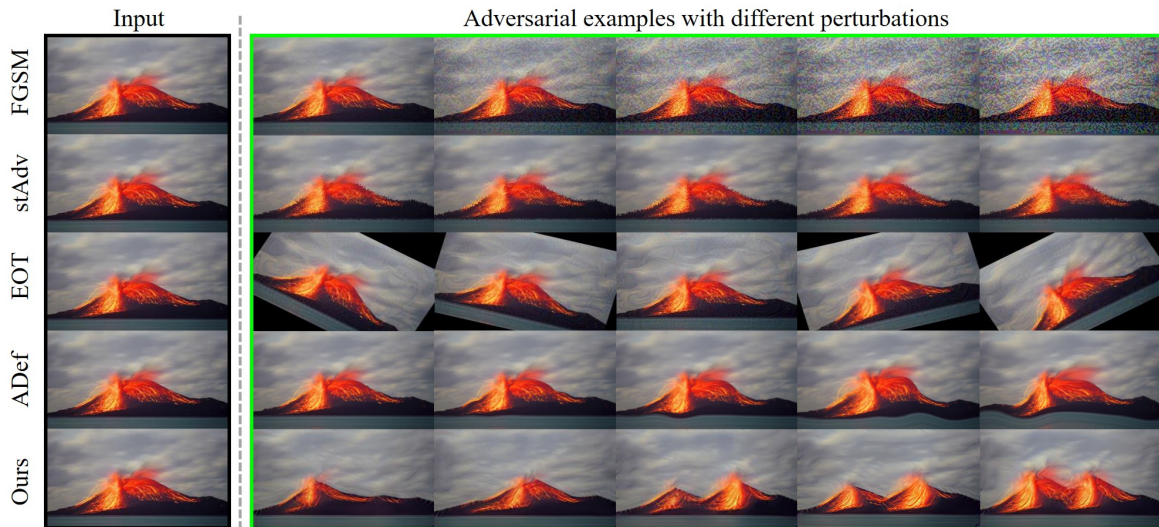 Input
Adversarial examples with different perturbations
FGSM
stAdv
EOT
ADef
Ours